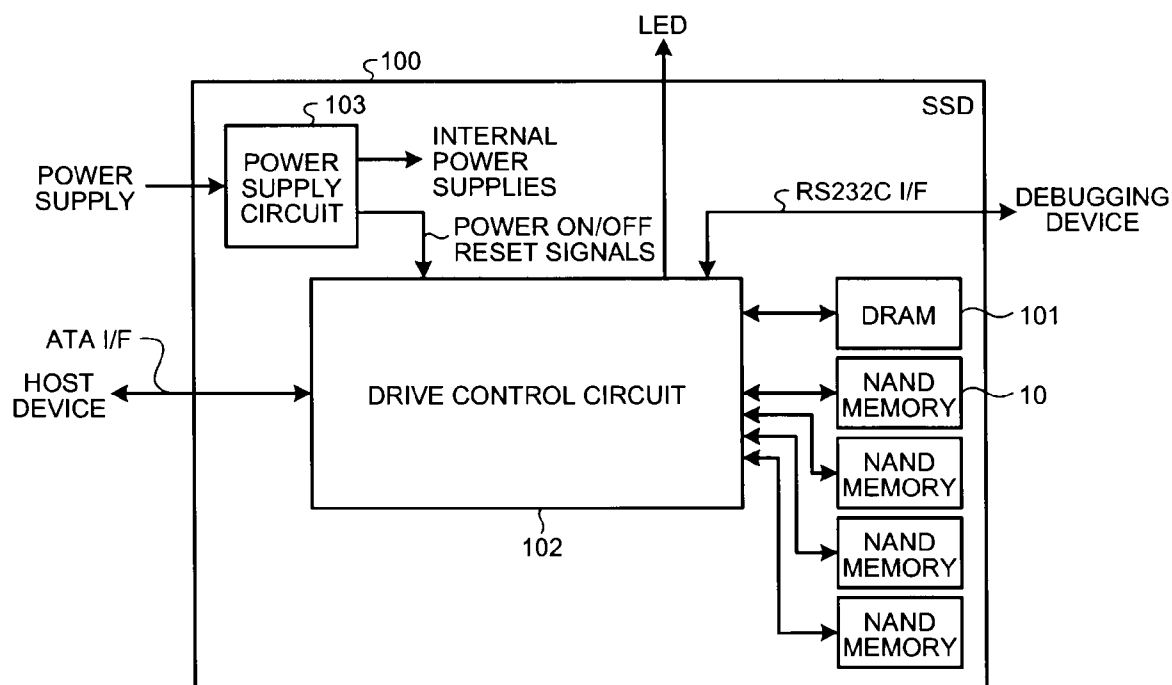 LED
100
SSD
103
POWER
SUPPLY
CIRCUIT
INTERNAL
POWER
SUPPLIES
POWER
SUPPLY
RS232C I/F
DEBUGGING
DEVICE
POWER ON/OFF
RESET SIGNALS
ATA I/F
HOST
DEVICE
DRIVE CONTROL CIRCUIT
102
DRAM
101
NAND
MEMORY
10
NAND
MEMORY
NAND
MEMORY
NAND
MEMORY